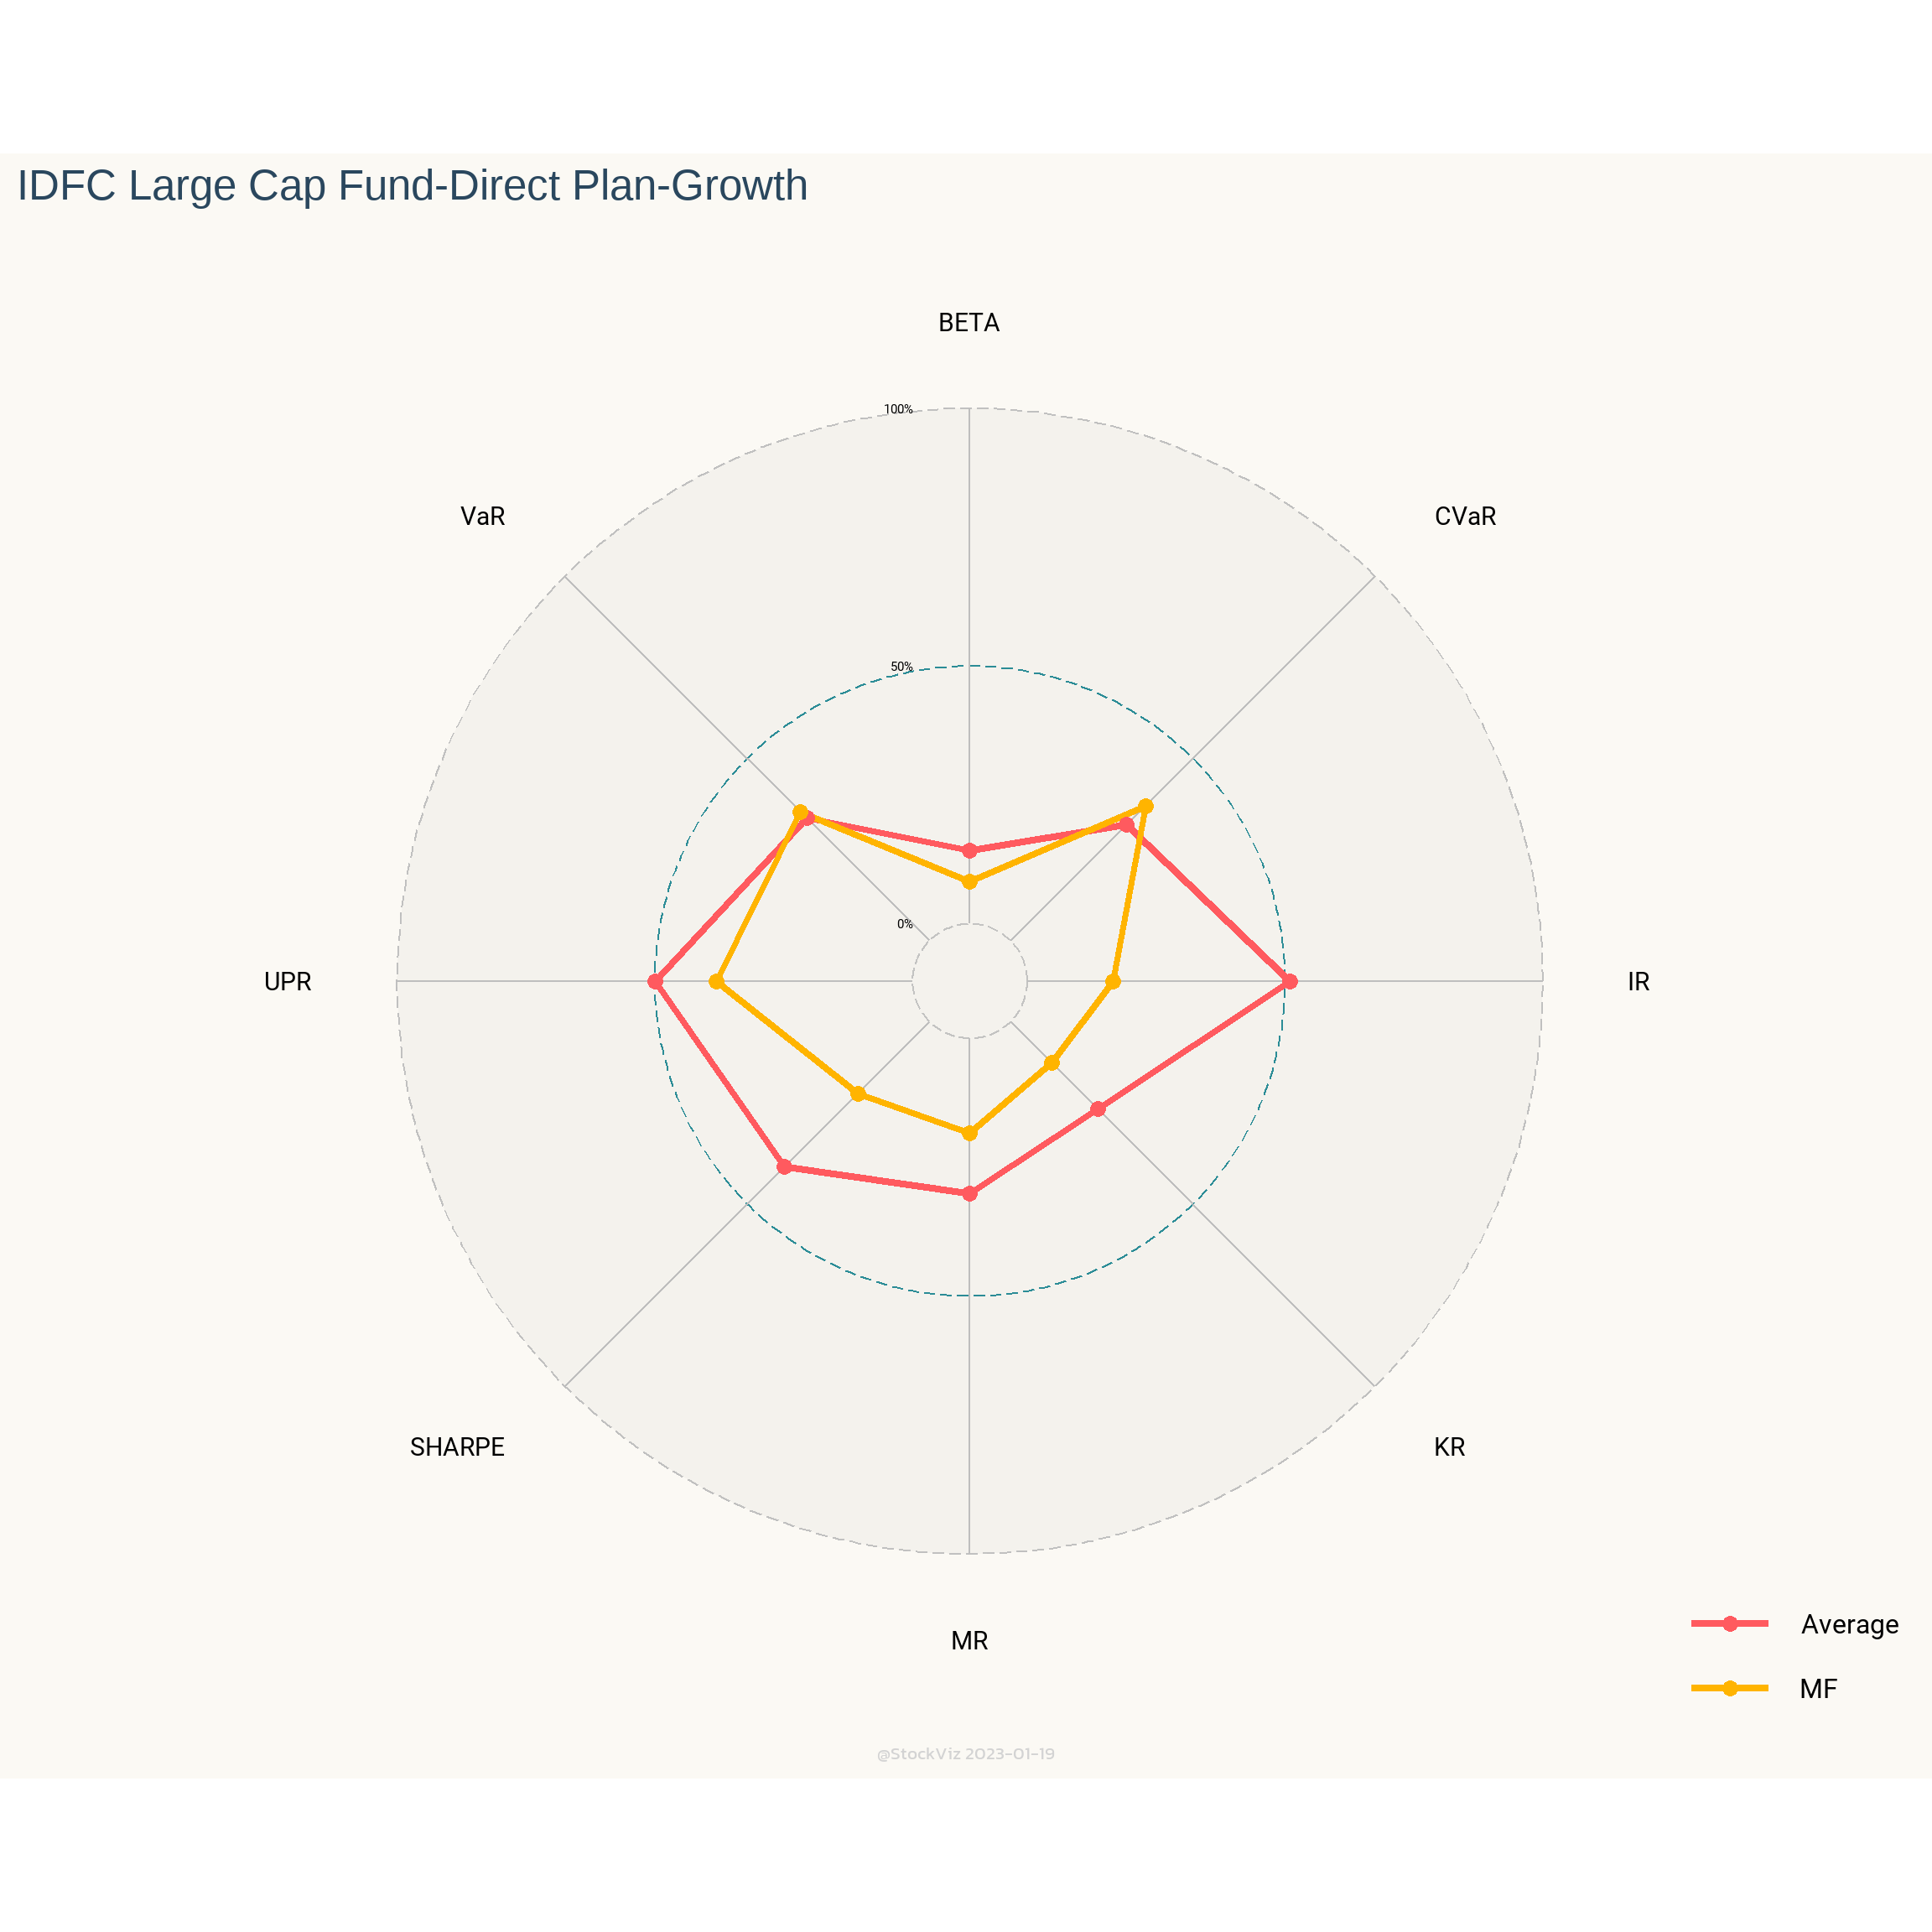 IDFC Large Cap Fund-Direct Plan-Growth
BETA
100%
VaR
CVaR
50%
0%
UPR
IR
SHARPE
KR
MR
Average
MF
@StockViz 2023-01-19